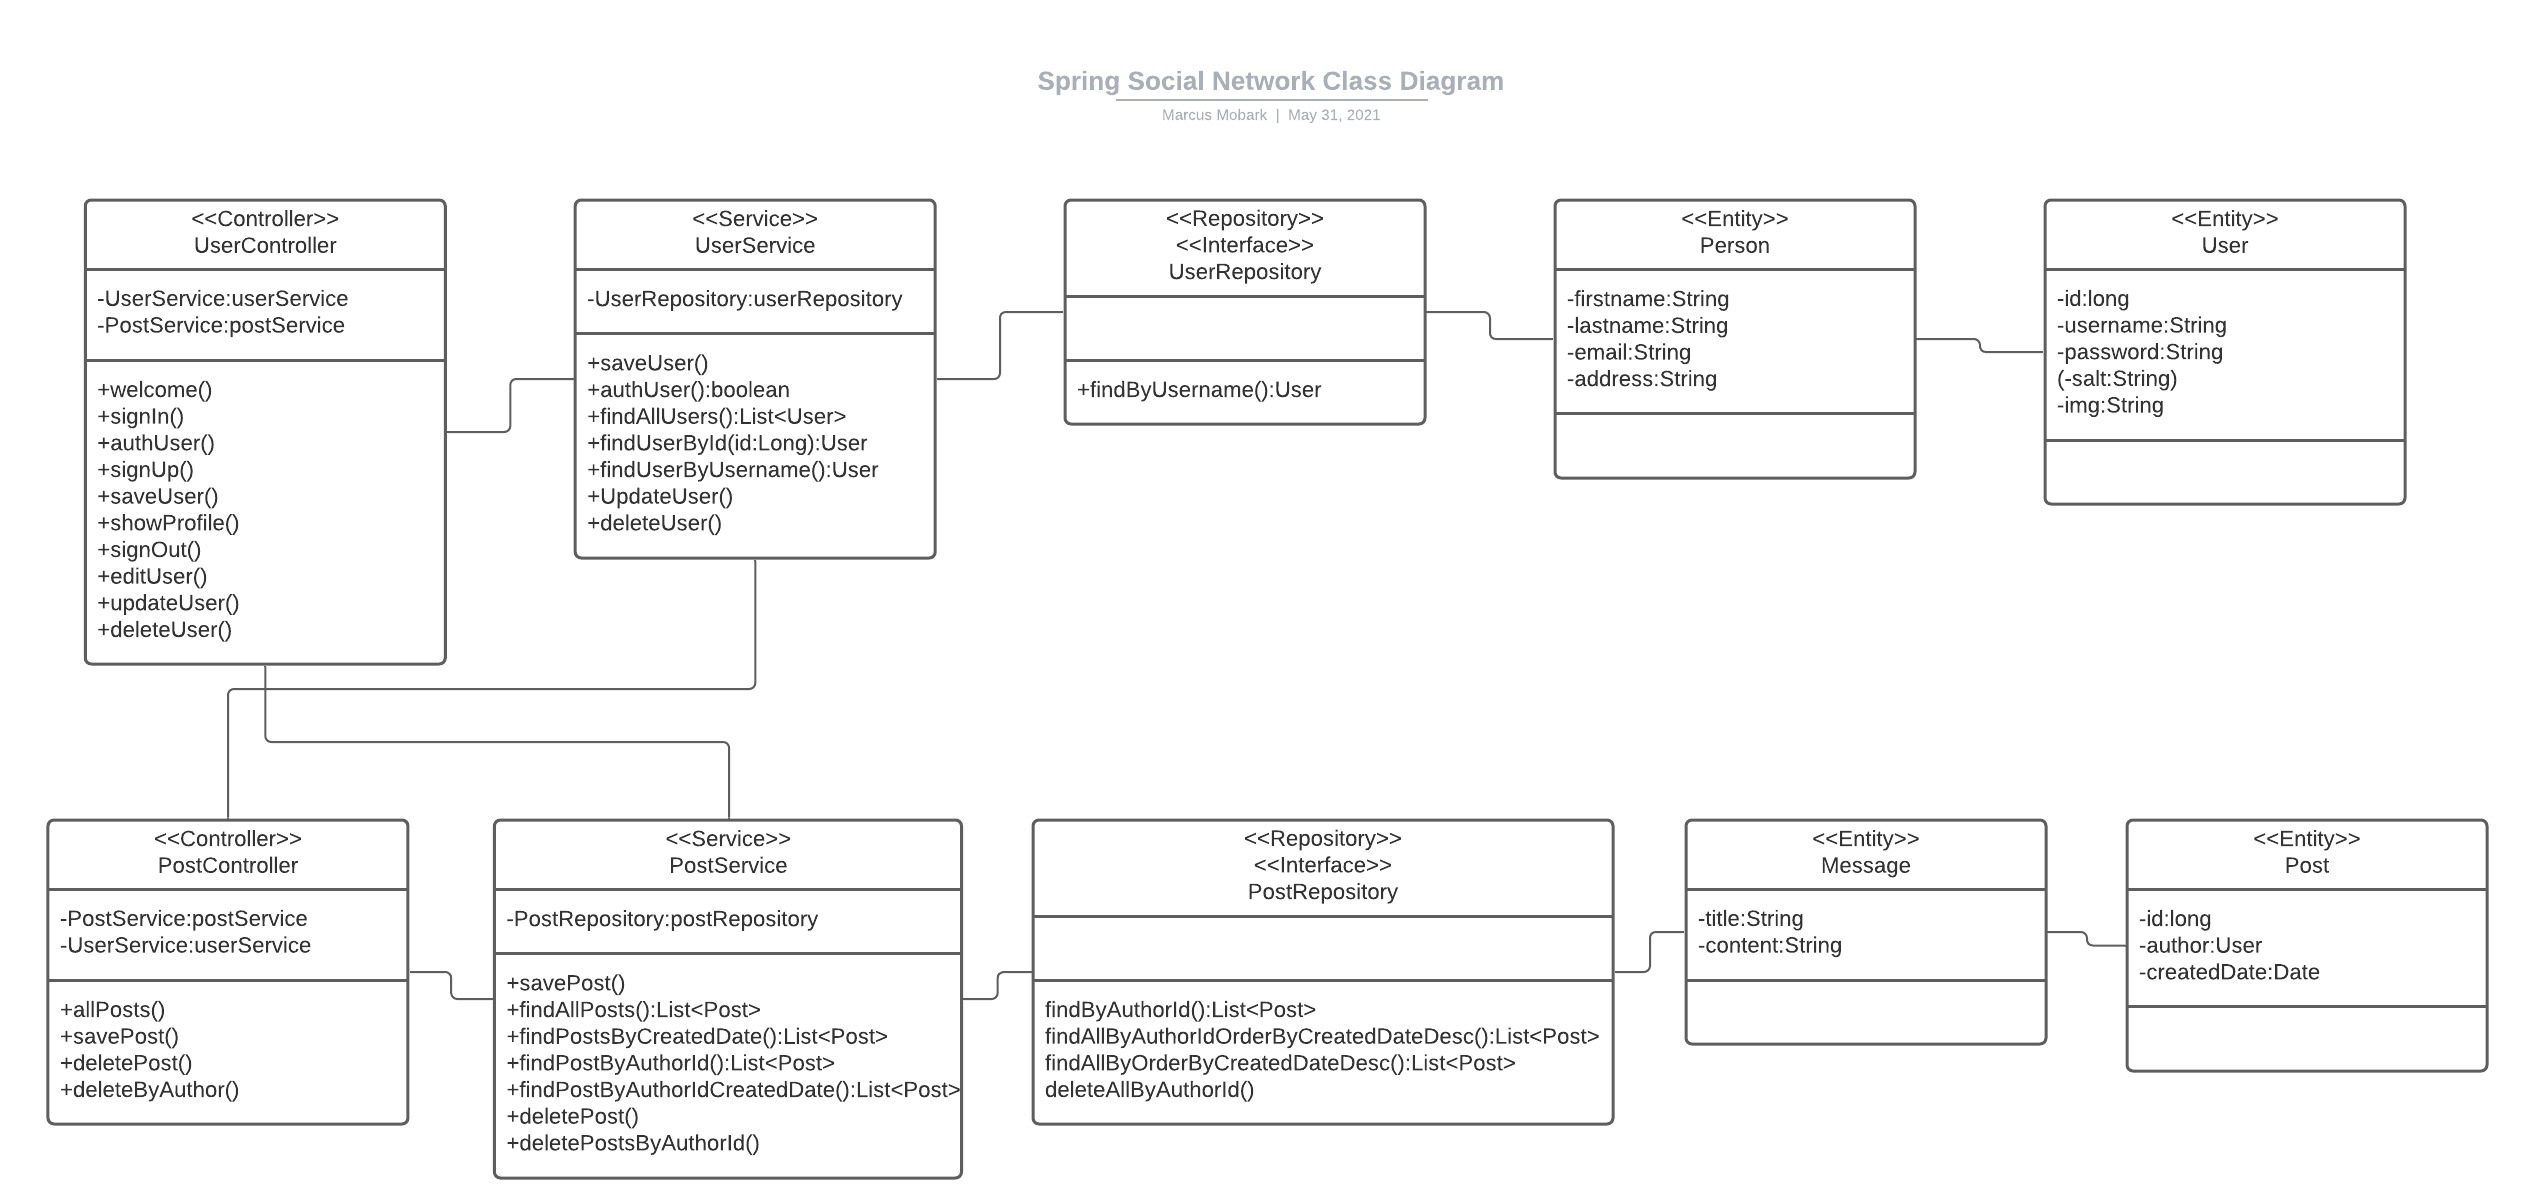 Spring Social Network Class Diagram
Marcus Mobark | May 31, 2021
<<Controller>>
UserController
-UserService:userService
-PostService:postService
+welcome()
+signIn()
+authUser()
+signUp()
+saveUser()
+showProfile()
+signOut()
+editUser()
+updateUser()
+deleteUser()
<<Service>>
UserService
-UserRepository:userRepository
+saveUser()
+authUser():boolean
+findAllUsers():List<User>
+findUserById(id:Long):User
+findUserByUsername():User
+UpdateUser()
+deleteUser()
<<Repository>>
<<Interface>>
UserRepository
+findByUsername():User
<<Entity>>
Person
-firstname:String
-lastname:String
-email:String
-address:String
<<Entity>>
User
-id:long
-username:String
-password:String
(-salt:String)
-img:String
<<Controller>>
PostController
-PostService:postService
-UserService:userService
+allPosts()
+savePost()
+deletePost()
+deleteByAuthor()
<<Service>>
PostService
-PostRepository:postRepository
+savePost()
+findAllPosts():List<Post>
+findPostsByCreatedDate():List<Post>
+findPostByAuthorId():List<Post>
+findPostByAuthorIdCreatedDate():List<Post>
+deletePost()
+deletePostsByAuthorId()
<<Repository>>
<<Interface>>
PostRepository
findByAuthorId():List<Post>
findAllByAuthorIdOrderByCreatedDateDesc():List<Post>
findAllByOrderByCreatedDateDesc():List<Post>
deleteAllByAuthorId()
<<Entity>>
Message
-title:String
-content:String
<<Entity>>
Post
-id:long
-author:User
-createdDate:Date